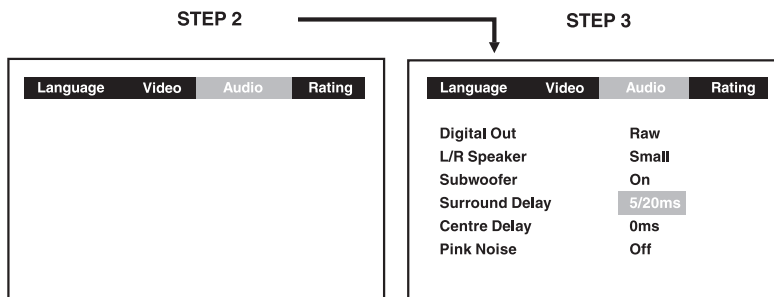 STEP 2 STEP 3
Language Video Audio Rating
Language Video Audio Rating
Digital Out Raw
L/R Speaker Small
Subwoofer On
Surround Delay 5/20ms
Centre Delay 0ms
Pink Noise Off